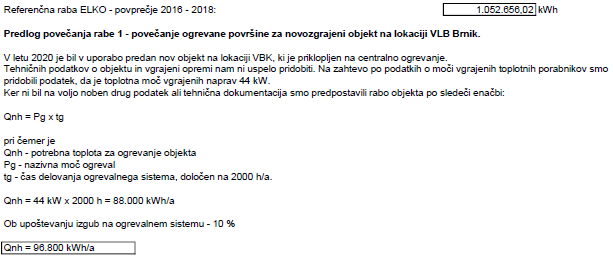 Referenčna raba ELKO - povprečje 2016 - 2018: 1.052.656,02 kWh
Predlog povečanja rabe 1 - povečanje ogrevane površine za novozgrajeni objekt na lokaciji VLB Brnik.
V letu 2020 je bil v uporabo predan nov objekt na lokaciji VBK, ki je priklopljen na centralno ogrevanje.
Tehničnih podatkov o objektu in vgrajeni opremi nam ni uspelo pridobiti. Na zahtevo po podatkih o moči vgrajenih toplotnih porabnikov smo
pridobili podatek, da je toplotna moč vgrajenih naprav 44 kW.
Ker ni bil na voljo noben drug podatek ali tehnična dokumentacija smo predpostavili rabo objekta po sledeči enačbi:
Qnh = Pg x tg
pri čemer je
Qnh - potrebna toplota za ogrevanje objekta
Pg - nazivna moč ogreval
tg - čas delovanja ogrevalnega sistema, določen na 2000 h/a.
Qnh = 44 kW x 2000 h = 88.000 kWh/a
Ob upoštevanju izgub na ogrevalnem sistemu - 10 %
Qnh = 96.800 kWh/a